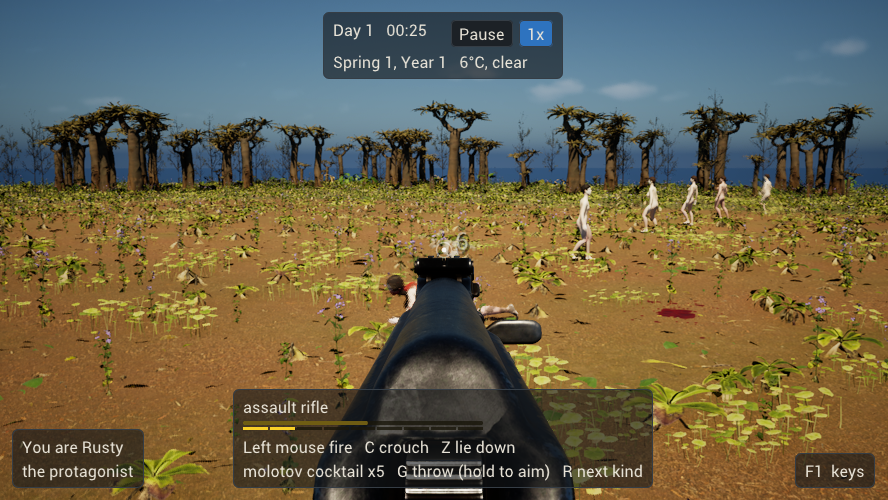 Day 1 00:25 Pause 1x
Spring 1, Year 1 6°C, clear
assault rifle
Left mouse fire C crouch Z lie down
molotov cocktail x5 G throw (hold to aim) R next kind
You are Rusty
the protagonist
F1 keys